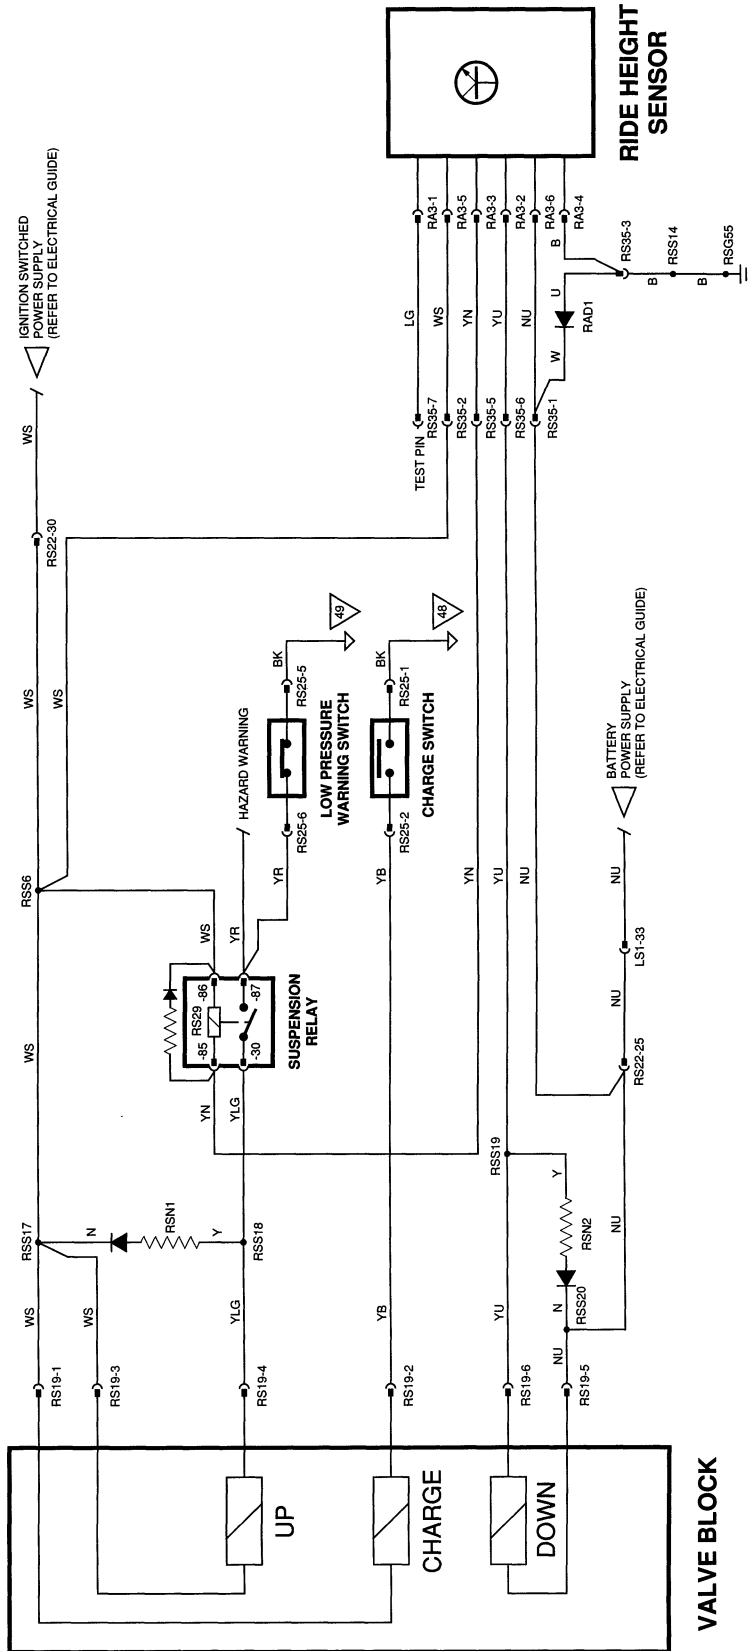 IGNITION SWITCHED
POWER SUPPLY
(REFER TO ELECTRICAL GUIDE)
RIDE HEIGHT
SENSOR
RA3-1
RA3-5
RA3-3
RA3-2
RA3-6
RA3-4
B
RS35-3
B
RSS14
B
RSG55
LG
WS
YN
YU
NU
U
RAD1
W
TEST PIN
RS35-7
RS35-2
RS35-5
RS35-6
RS35-1
WS
RS22-30
WS
WS
49
BK
RS25-5
LOW PRESSURE
WARNING SWITCH
RS25-6
YR
48
BK
RS25-1
CHARGE SWITCH
RS25-2
YB
HAZARD WARNING
BATTERY
POWER SUPPLY
(REFER TO ELECTRICAL GUIDE)
YN
YU
NU
NU
LS1-33
NU
RS22-25
RSS6
WS
YR
WS
-86
-87
RS29
-85
-30
SUSPENSION
RELAY
YN
YLG
RSS19
Y
RSN2
NU
RSS17
N
RSN1
Y
RSS18
RSS20
N
WS
WS
YLG
YB
YU
NU
RS19-1
RS19-3
RS19-4
RS19-2
RS19-6
RS19-5
UP
CHARGE
DOWN
VALVE BLOCK